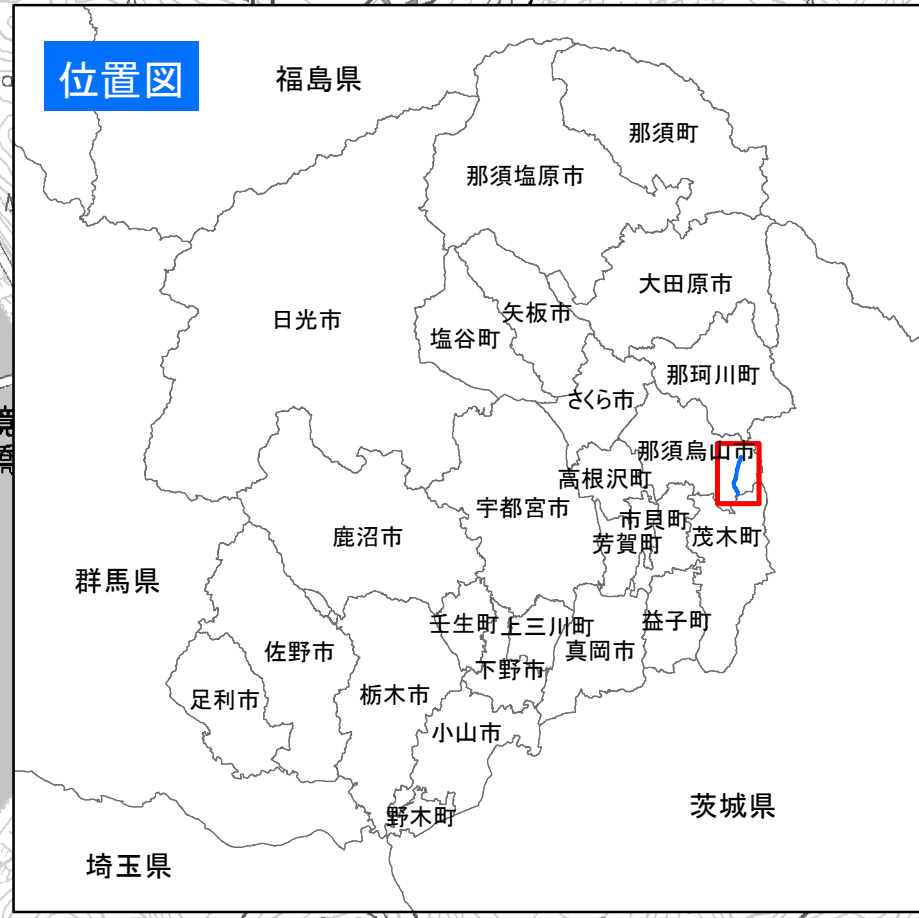 位置図
福島県
那須町
那須塩原市
大田原市
日光市
矢板市
塩谷町
那珂川町
さくら市
那須烏山市
高根沢町
宇都宮市
市貝町
鹿沼市
芳賀町
茂木町
群馬県
壬生町
上三川町
益子町
佐野市
真岡市
下野市
足利市
栃木市
小山市
茨城県
野木町
埼玉県